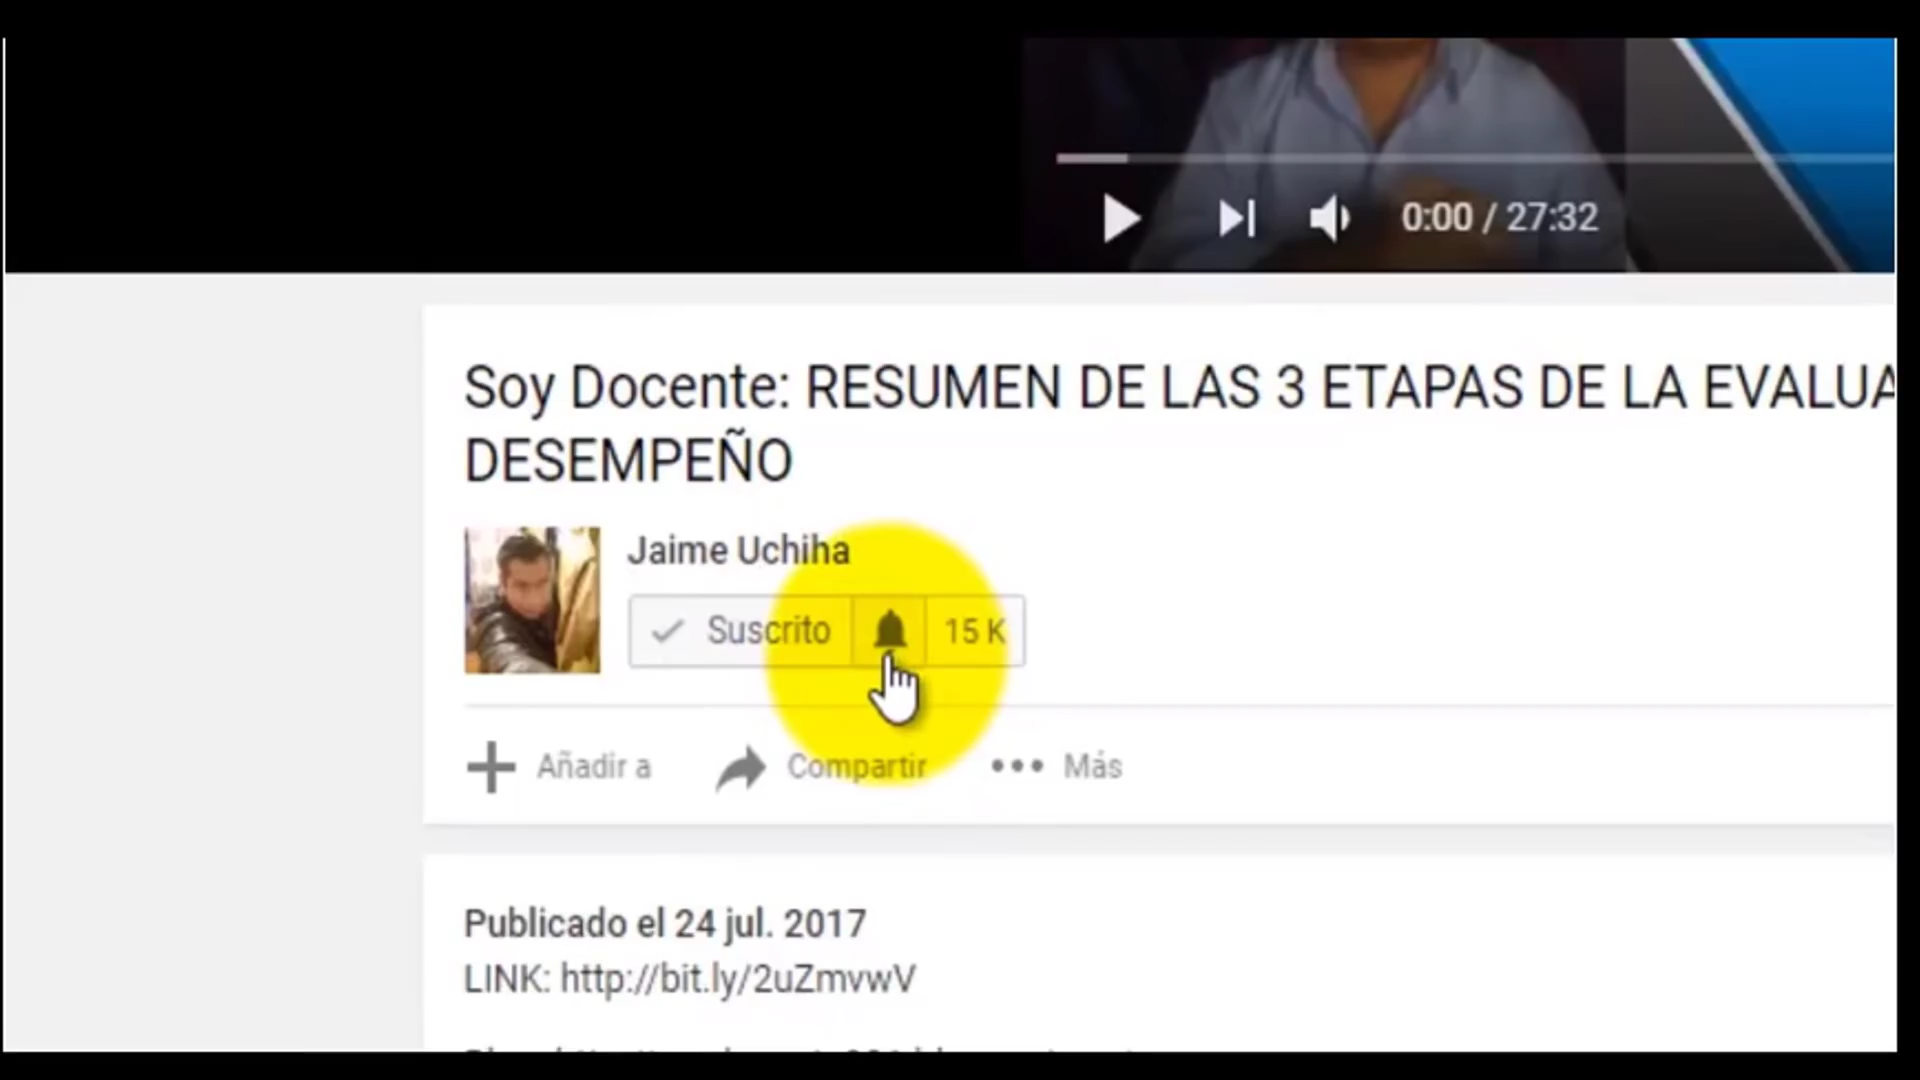 0:00 / 27:32
Soy Docente: RESUMEN DE LAS 3 ETAPAS DE LA EVALUA
DESEMPEÑO
Jaime Uchiha
Suscrito 15 K
Añadir a Compartir Más
Publicado el 24 jul. 2017
LINK: http://bit.ly/2uZmvwV